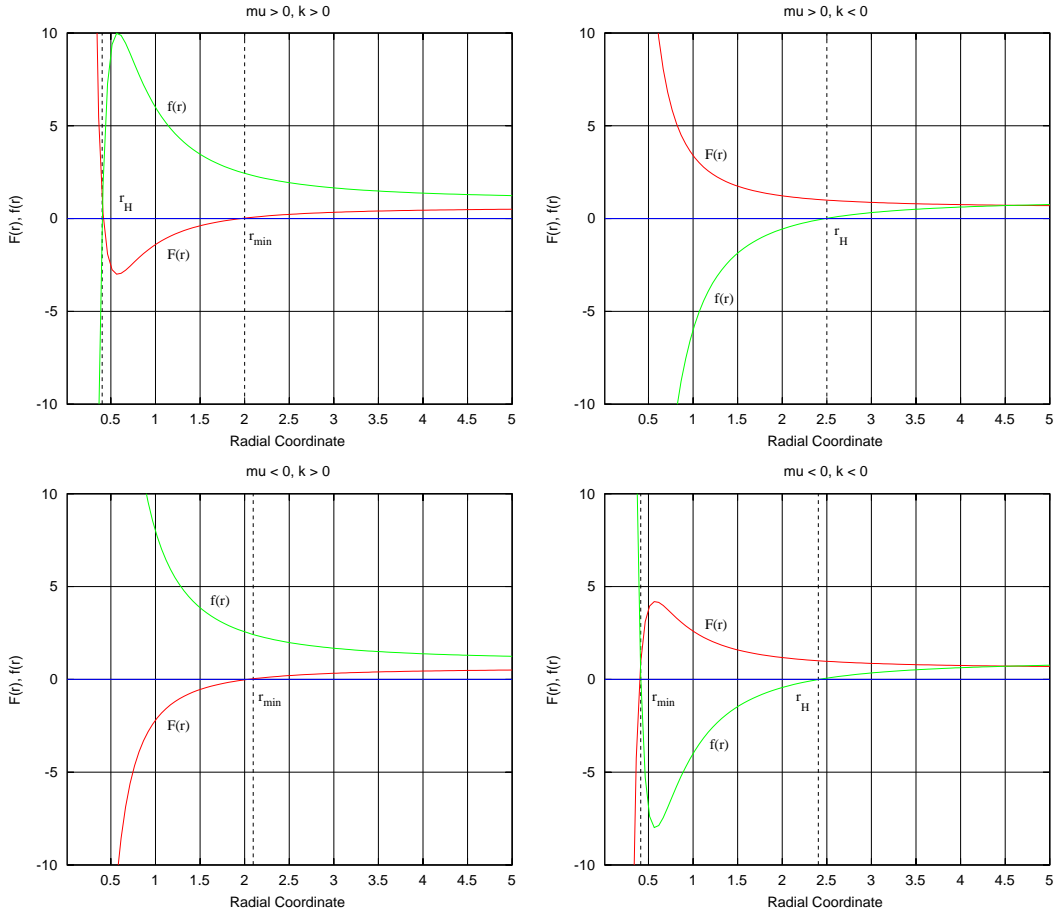 mu > 0, k > 0
10
5
0
-5
-10
F(r), f(r)
f(r)
r_H
F(r)
r_min
0.5 1 1.5 2 2.5 3 3.5 4 4.5 5
Radial Coordinate
mu > 0, k < 0
10
5
0
-5
-10
F(r), f(r)
F(r)
r_H
f(r)
0.5 1 1.5 2 2.5 3 3.5 4 4.5 5
Radial Coordinate
mu < 0, k > 0
10
5
0
-5
-10
F(r), f(r)
f(r)
r_min
F(r)
0.5 1 1.5 2 2.5 3 3.5 4 4.5 5
Radial Coordinate
mu < 0, k < 0
10
5
0
-5
-10
F(r), f(r)
F(r)
r_min
r_H
f(r)
0.5 1 1.5 2 2.5 3 3.5 4 4.5 5
Radial Coordinate